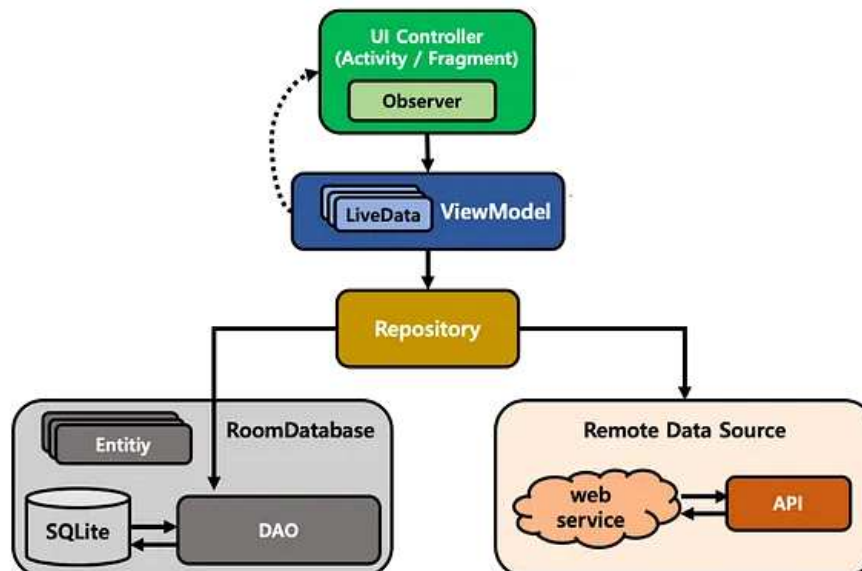 UI Controller
(Activity / Fragment)
Observer
LiveData
ViewModel
Repository
RoomDatabase
Entitiy
SQLite
DAO
Remote Data Source
web
service
API